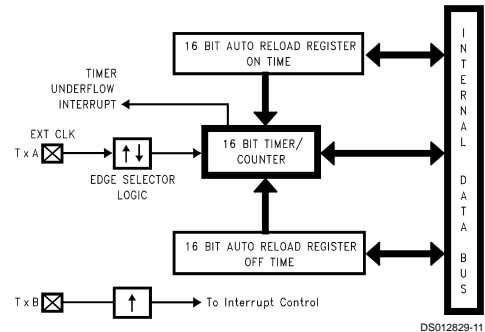 16 BIT AUTO RELOAD REGISTER
ON TIME
TIMER
UNDERFLOW
INTERRUPT
EXT CLK
TxA
16 BIT TIMER/
COUNTER
EDGE SELECTOR
LOGIC
16 BIT AUTO RELOAD REGISTER
OFF TIME
TxB
To Interrupt Control
INTERNAL DATA BUS
DS012829-11